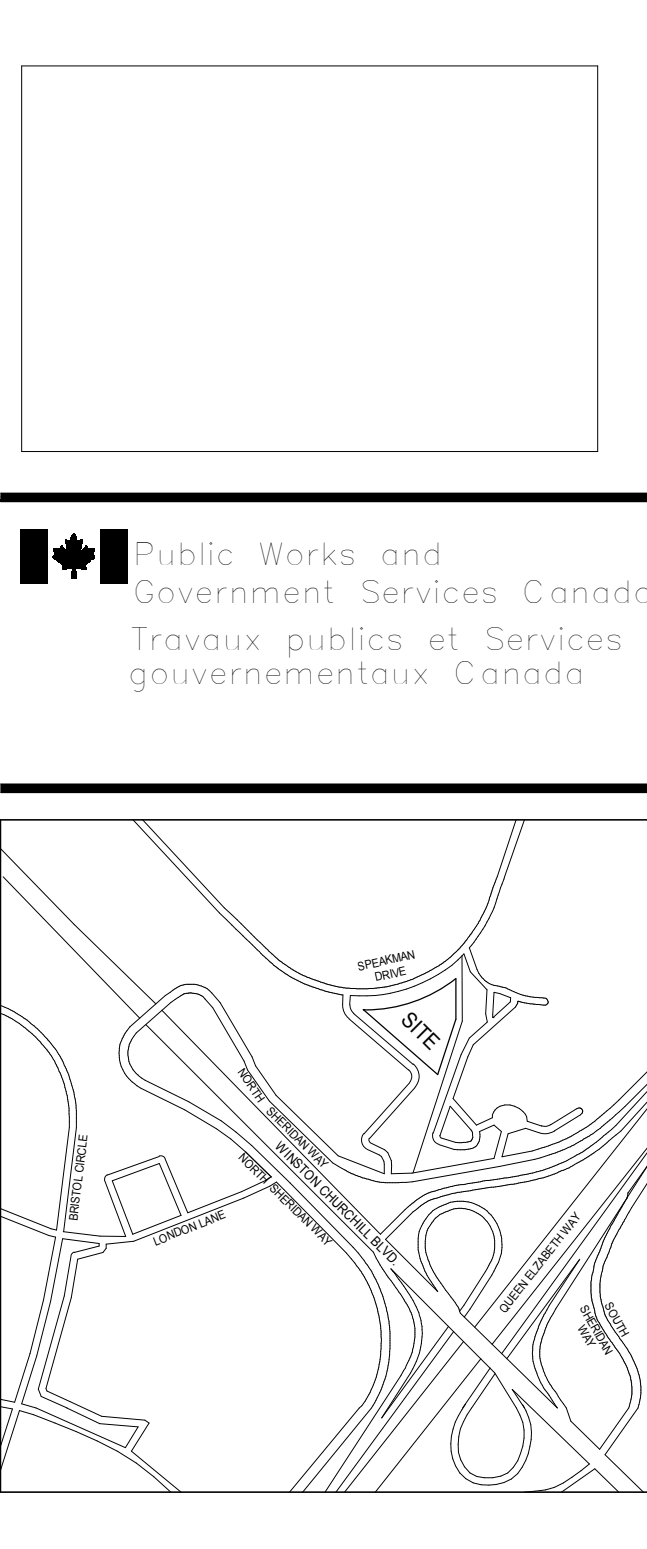 Public Works and
Government Services Canada
Travaux publics et Services
gouvernementaux Canada
SPEAKMAN
DRIVE
SITE
NORTH SHERIDAN WAY
WINSTON CHURCHILL BLVD.
NORTH SHERIDAN WAY
BRISTOL CIRCLE
LONDON LANE
QUEEN ELZABETH WAY
SOUTH
SHERIDAN
WAY